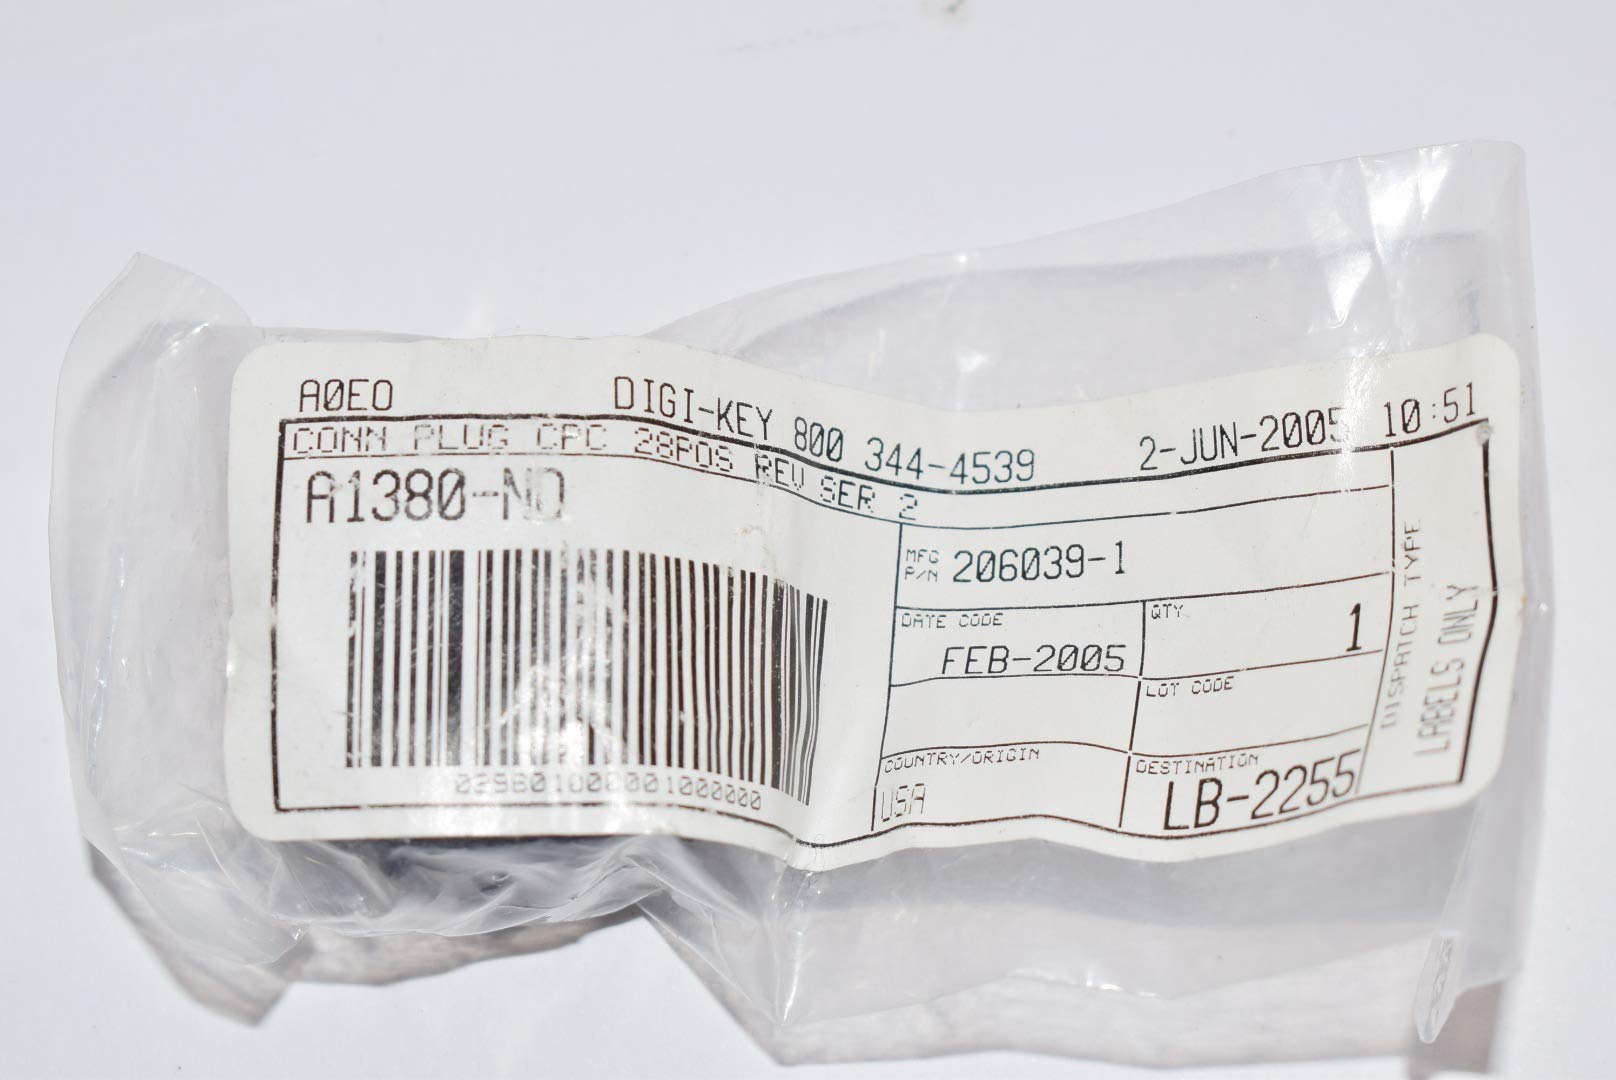 A0E0 DIGI-KEY 800 344-4539 2-JUN-2005 10:51
CONN PLUG CPC 28POS REV SER 2
A1380-ND
MFG P/N 206039-1
DATE CODE
FEB-2005
QTY
1
LOT CODE
COUNTRY/ORIGIN
USA
DESTINATION
LB-2255
DISPATCH TYPE
LABELS ONLY